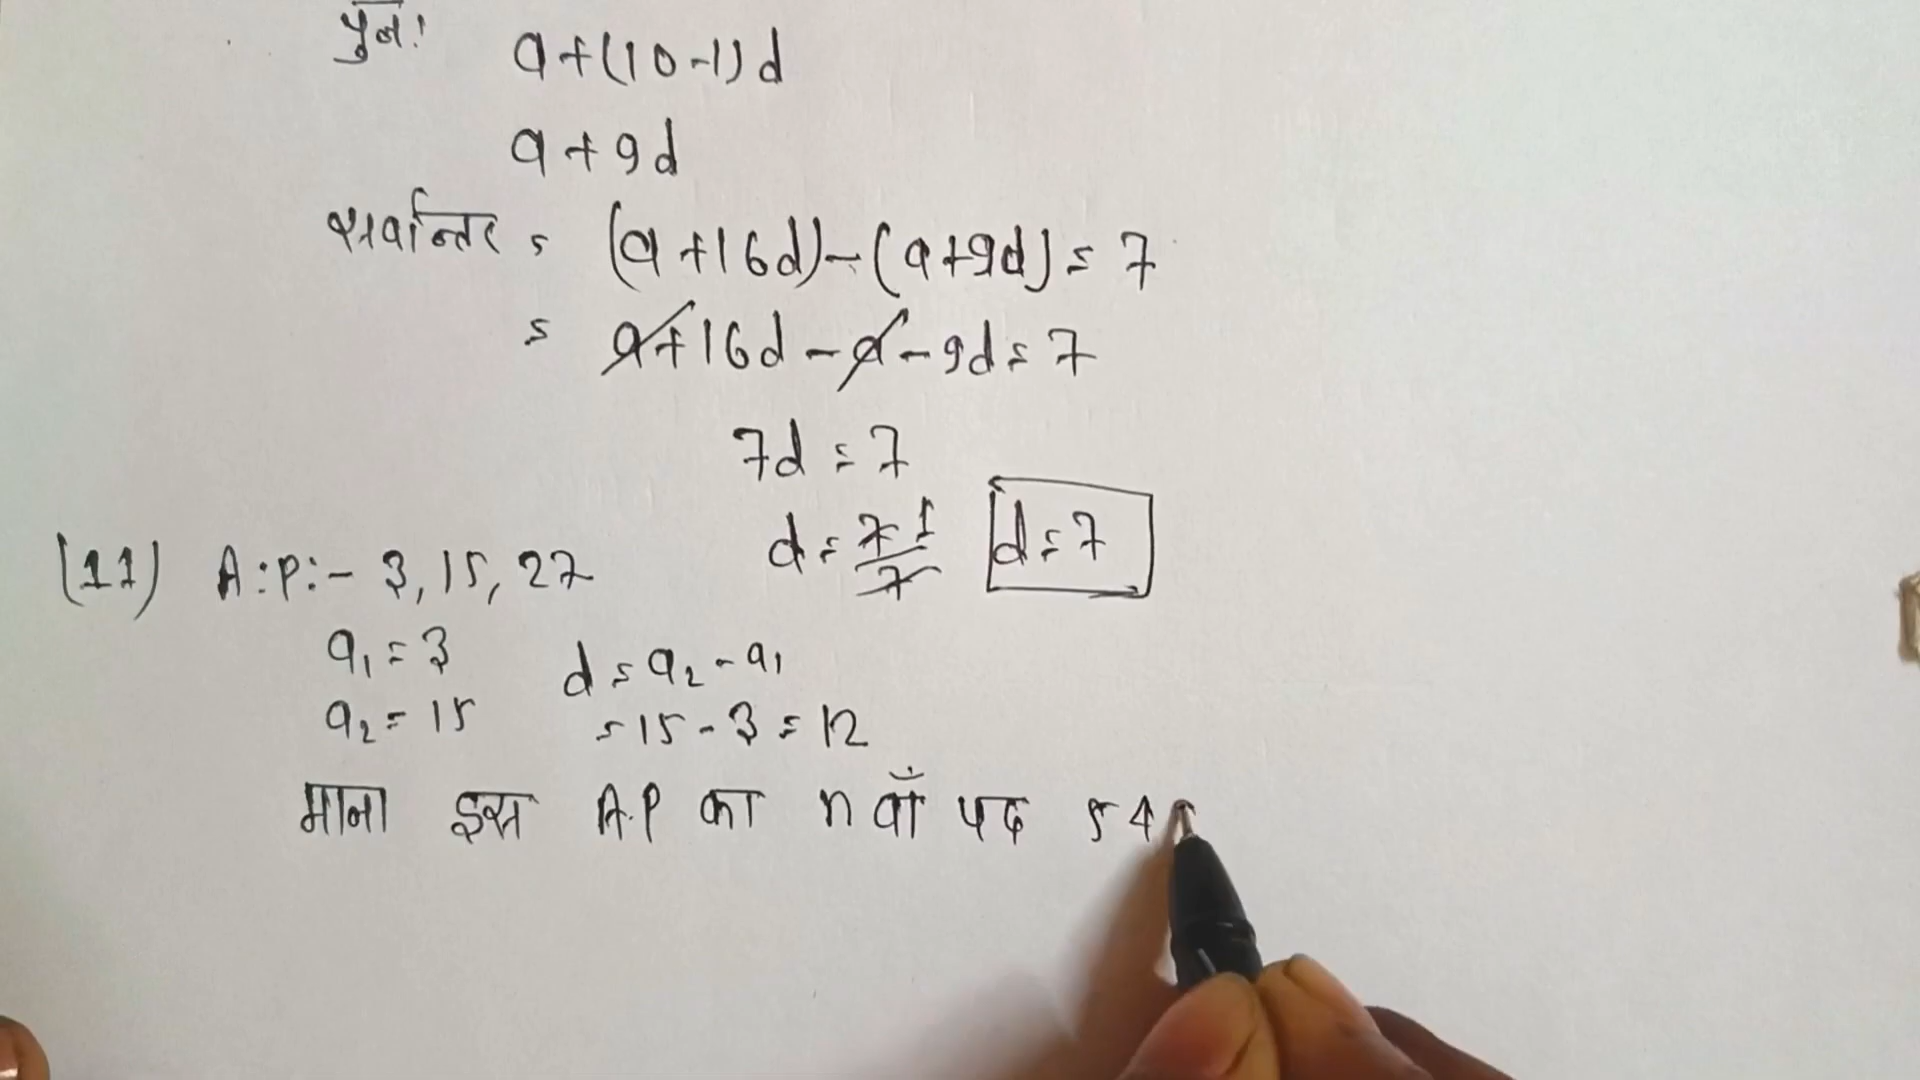 पुन:
a+(10-1)d
a+9d
सर्वान्तर = (a+16d)-(a+9d)=7
= a+16d-a-9d=7
7d=7
d=7/7 1 d=7
(11) A:P:- 3,15,27
a₁=3 d=a₂-a₁
a₂=15 =15-3=12
माना इस A.P का n वाँ पद 54